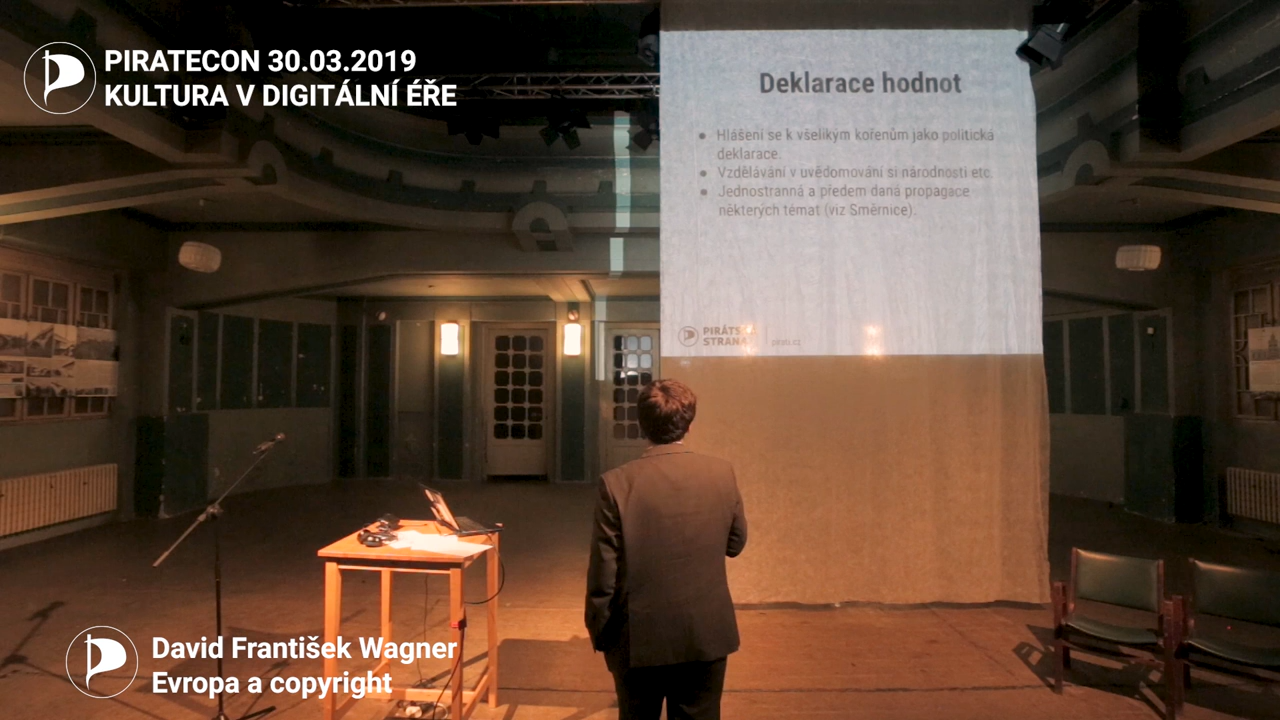 PIRATECON 30.03.2019
KULTURA V DIGITÁLNÍ ÉŘE
Deklarace hodnot
● Hlášení se k všelikým kořenům jako politická
deklarace.
● Vzdělávání v uvědomování si národnosti etc.
● Jednostranná a předem daná propagace
některých témat (viz Směrnice).
PIRÁTSKÁ
STRANA
David František Wagner
Evropa a copyright